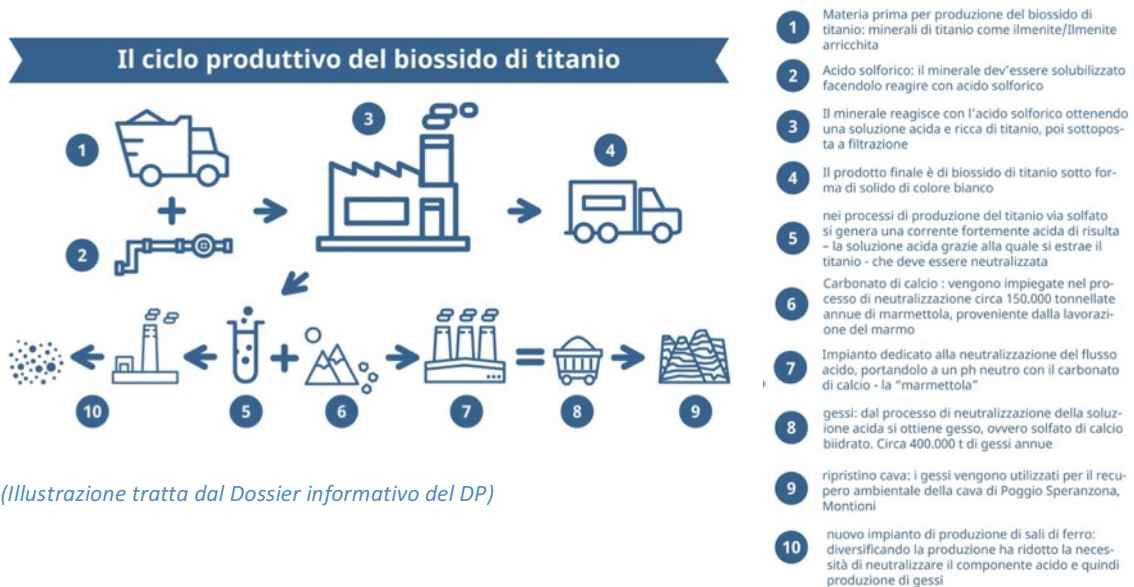 Il ciclo produttivo del biossido di titanio
1
2
3
4
10
5
6
7
8
9
(Illustrazione tratta dal Dossier informativo del DP)
1
Materia prima per produzione del biossido di
titanio: minerali di titanio come ilmenite/Ilmenite
arricchita
2
Acido solforico: il minerale dev'essere solubilizzato
facendolo reagire con acido solforico
3
Il minerale reagisce con l'acido solforico ottenendo
una soluzione acida e ricca di titanio, poi sottopos-
ta a filtrazione
4
Il prodotto finale è di biossido di titanio sotto for-
ma di solido di colore bianco
5
nei processi di produzione del titanio via solfato
si genera una corrente fortemente acida di risulta
– la soluzione acida grazie alla quale si estrae il
titanio - che deve essere neutralizzata
6
Carbonato di calcio : vengono impiegate nel pro-
cesso di neutralizzazione circa 150.000 tonnellate
annue di marmettola, proveniente dalla lavorazi-
one del marmo
7
Impianto dedicato alla neutralizzazione del flusso
acido, portandolo a un ph neutro con il carbonato
di calcio - la "marmettola"
8
gessi: dal processo di neutralizzazione della soluz-
ione acida si ottiene gesso, ovvero solfato di calcio
biidrato. Circa 400.000 t di gessi annue
9
ripristino cava: i gessi vengono utilizzati per il recu-
pero ambientale della cava di Poggio Speranzona,
Montioni
10
nuovo impianto di produzione di sali di ferro:
diversificando la produzione ha ridotto la neces-
sità di neutralizzare il componente acido e quindi
produzione di gessi